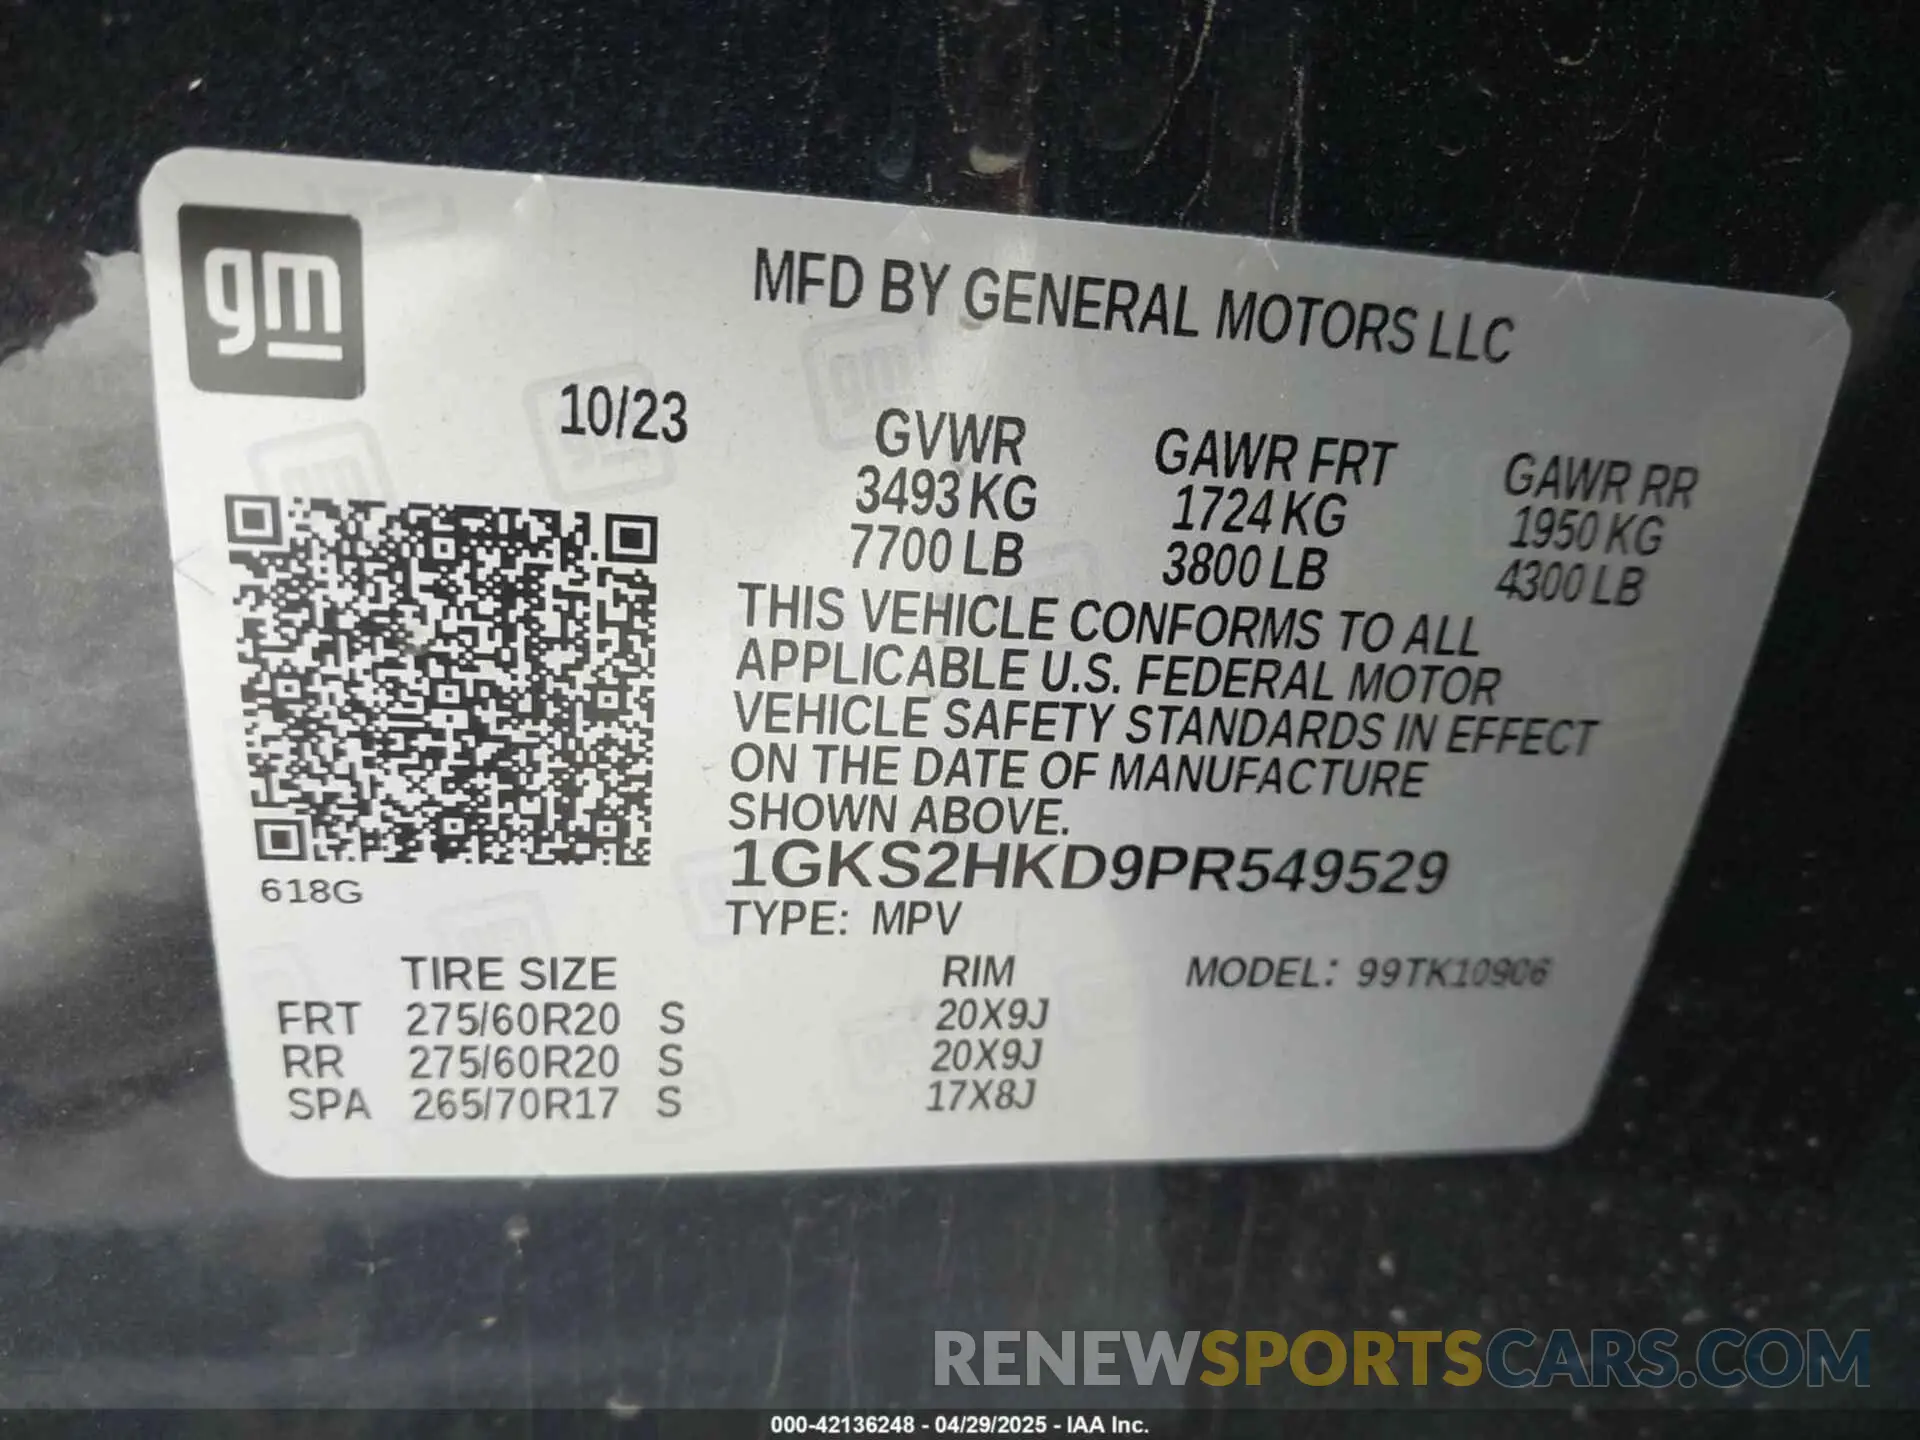 gm
MFD BY GENERAL MOTORS LLC
10/23
GVWR GAWR FRT GAWR RR
3493 KG 1724 KG 1950 KG
7700 LB 3800 LB 4300 LB
THIS VEHICLE CONFORMS TO ALL
APPLICABLE U.S. FEDERAL MOTOR
VEHICLE SAFETY STANDARDS IN EFFECT
ON THE DATE OF MANUFACTURE
SHOWN ABOVE.
1GKS2HKD9PR549529
618G
TYPE: MPV
TIRE SIZE RIM MODEL: 99TK10906
FRT 275/60R20 S 20X9J
RR 275/60R20 S 20X9J
SPA 265/70R17 S 17X8J
RENEWSPORTSCARS.COM
000-42136248 - 04/29/2025 - IAA Inc.